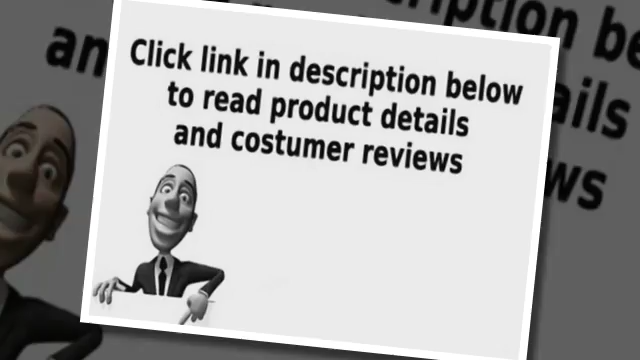 Click link in description below
to read product details
and costumer reviews